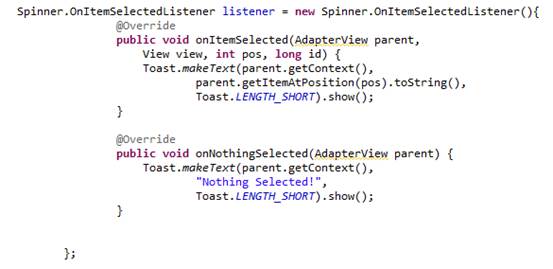 Spinner.OnItemSelectedListener listener = new Spinner.OnItemSelectedListener(){
@Override
public void onItemSelected(AdapterView parent,
View view, int pos, long id) {
Toast.makeText(parent.getContext(),
parent.getItemAtPosition(pos).toString(),
Toast.LENGTH_SHORT).show();
}
@Override
public void onNothingSelected(AdapterView parent) {
Toast.makeText(parent.getContext(),
"Nothing Selected!",
Toast.LENGTH_SHORT).show();
}
};